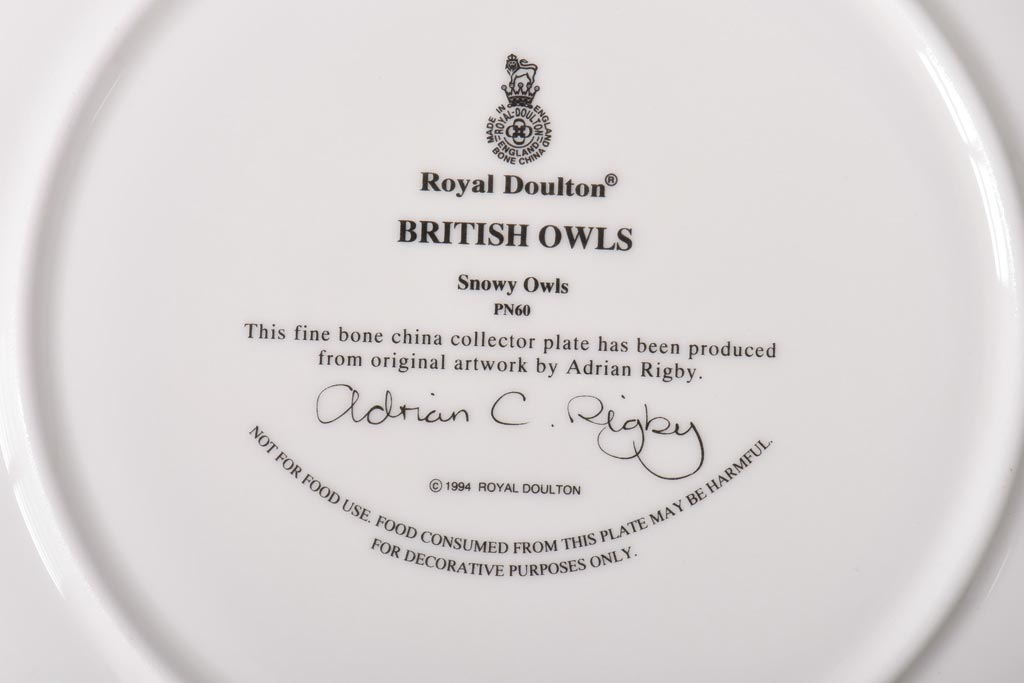 MADE IN ENGLAND
ROYAL·DOULTON
ENGLAND
BONE CHINA
Royal Doulton®
BRITISH OWLS
Snowy Owls
PN60
This fine bone china collector plate has been produced
from original artwork by Adrian Rigby.
Adrian C. Rigby
© 1994 ROYAL DOULTON
NOT FOR FOOD USE. FOOD CONSUMED FROM THIS PLATE MAY BE HARMFUL.
FOR DECORATIVE PURPOSES ONLY.